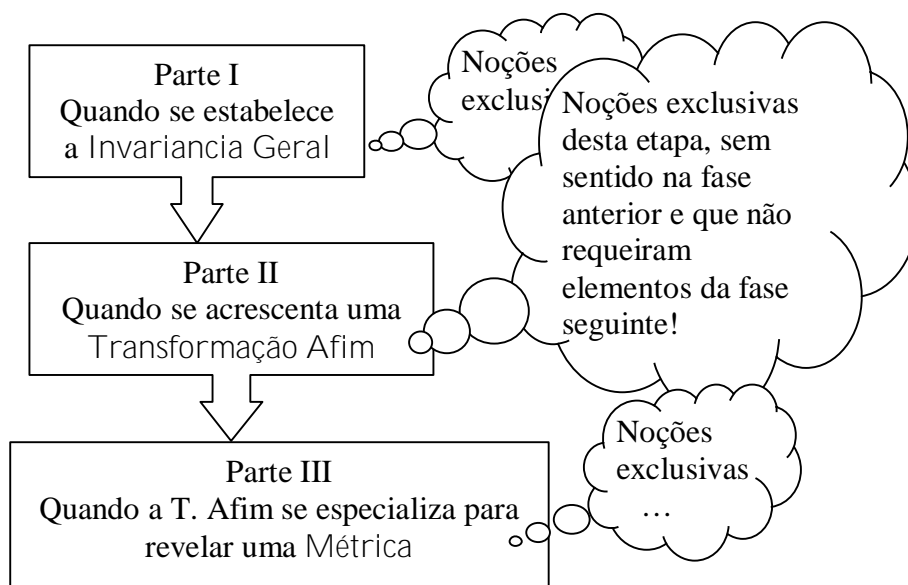 Parte I
Quando se estabelece
a Invariancia Geral
Noções
Noções exclusivas
desta etapa, sem
sentido na fase
anterior e que não
requeiram
elementos da fase
seguinte!
Parte II
Quando se acrescenta uma
Transformação Afim
Parte III
Quando a T. Afim se especializa para
revelar uma Métrica
Noções
exclusivas
…